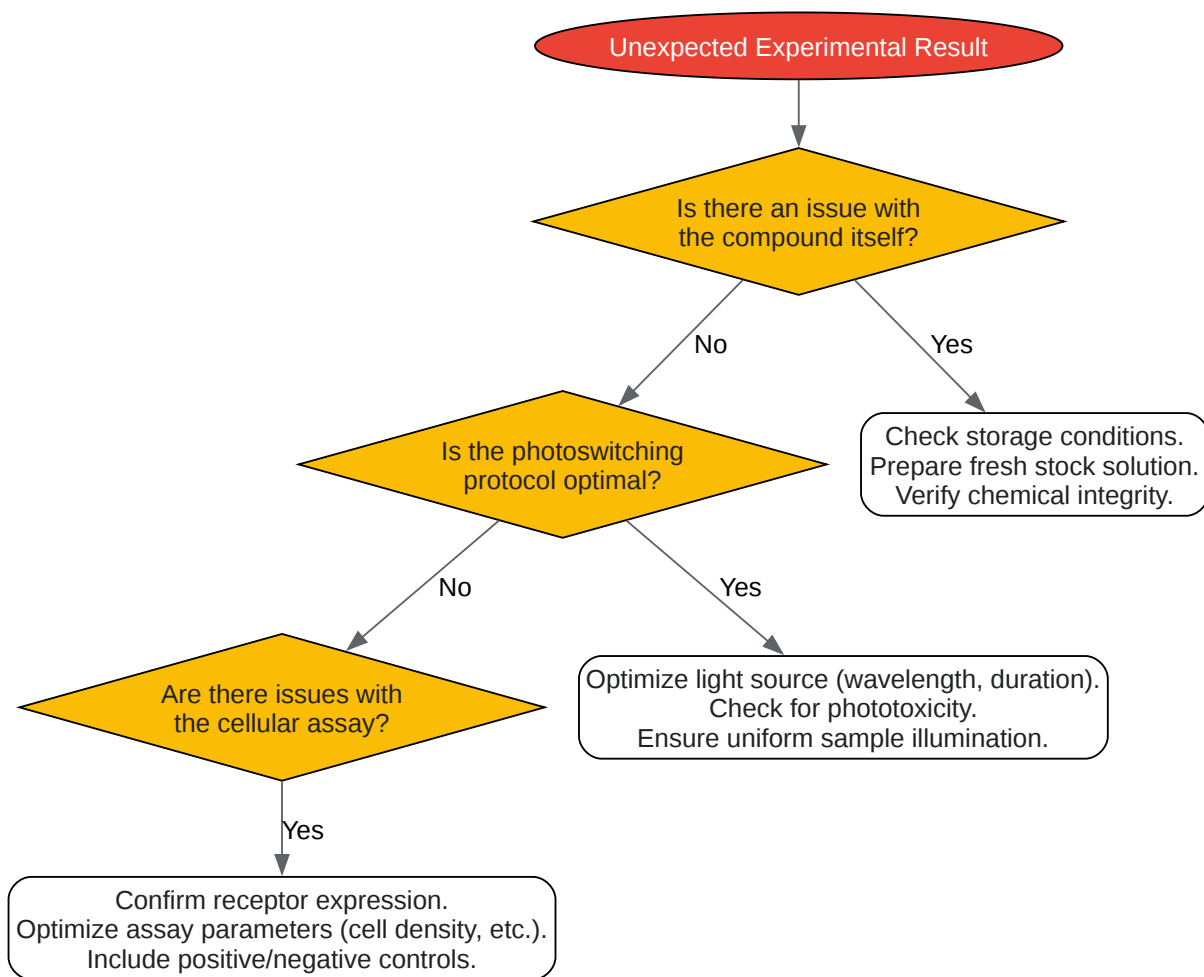 Unexpected Experimental Result
Is there an issue with
the compound itself?
No
Yes
Is the photoswitching
protocol optimal?
Check storage conditions.
Prepare fresh stock solution.
Verify chemical integrity.
No
Yes
Are there issues with
the cellular assay?
Optimize light source (wavelength, duration).
Check for phototoxicity.
Ensure uniform sample illumination.
Yes
Confirm receptor expression.
Optimize assay parameters (cell density, etc.).
Include positive/negative controls.